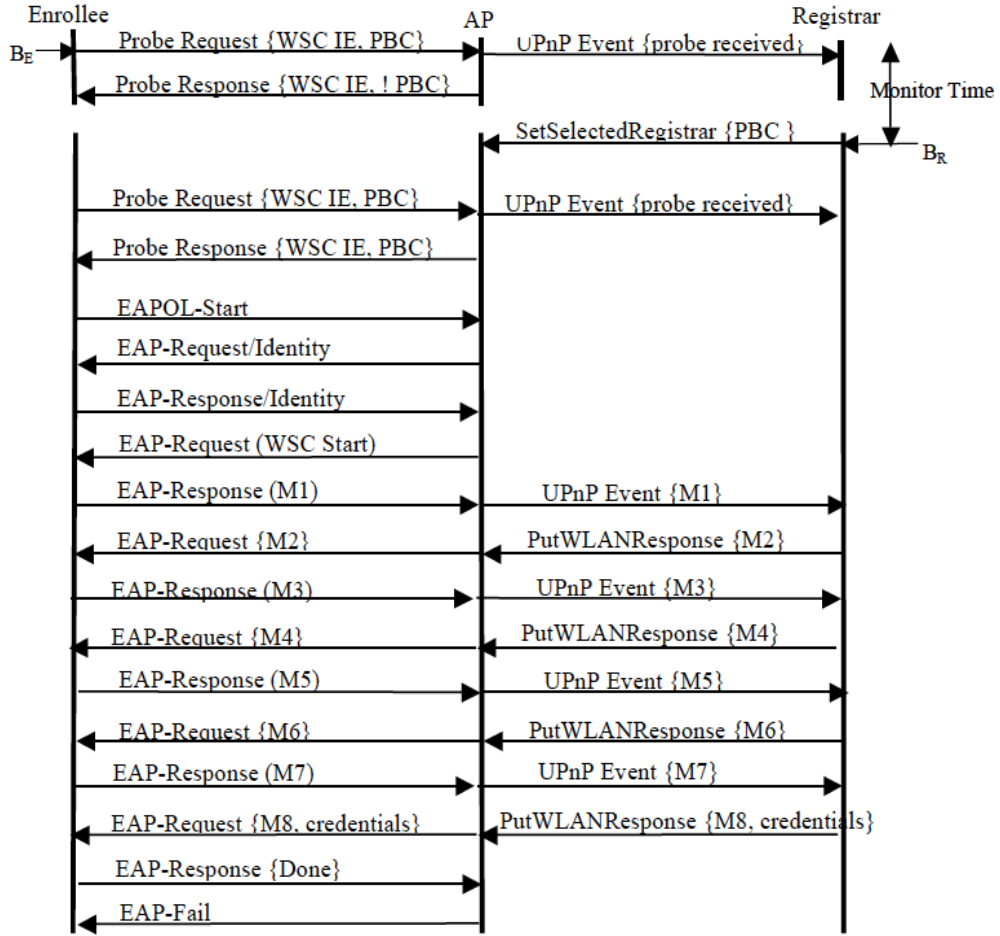 Enrollee
AP
Registrar
B_E
Probe Request {WSC IE, PBC}
UPnP Event {probe received}
Probe Response {WSC IE, ! PBC}
Monitor Time
SetSelectedRegistrar {PBC }
B_R
Probe Request {WSC IE, PBC}
UPnP Event {probe received}
Probe Response {WSC IE, PBC}
EAPOL-Start
EAP-Request/Identity
EAP-Response/Identity
EAP-Request (WSC Start)
EAP-Response (M1)
UPnP Event {M1}
EAP-Request {M2}
PutWLANResponse {M2}
EAP-Response (M3)
UPnP Event {M3}
EAP-Request {M4}
PutWLANResponse {M4}
EAP-Response (M5)
UPnP Event {M5}
EAP-Request {M6}
PutWLANResponse {M6}
EAP-Response (M7)
UPnP Event {M7}
EAP-Request {M8, credentials}
PutWLANResponse {M8, credentials}
EAP-Response {Done}
EAP-Fail